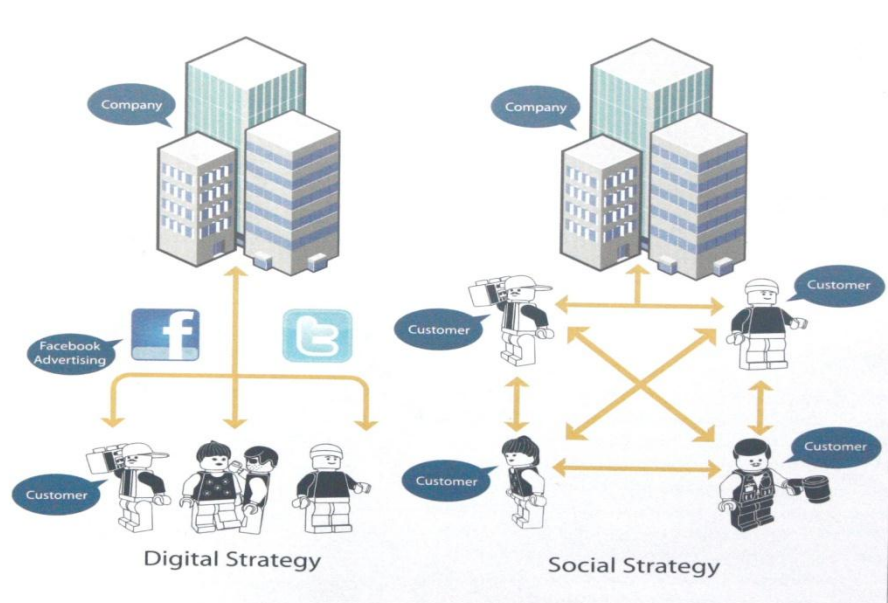 Company
Facebook
Advertising
f
t
Customer
Digital Strategy
Company
Customer
Customer
Customer
Customer
Social Strategy